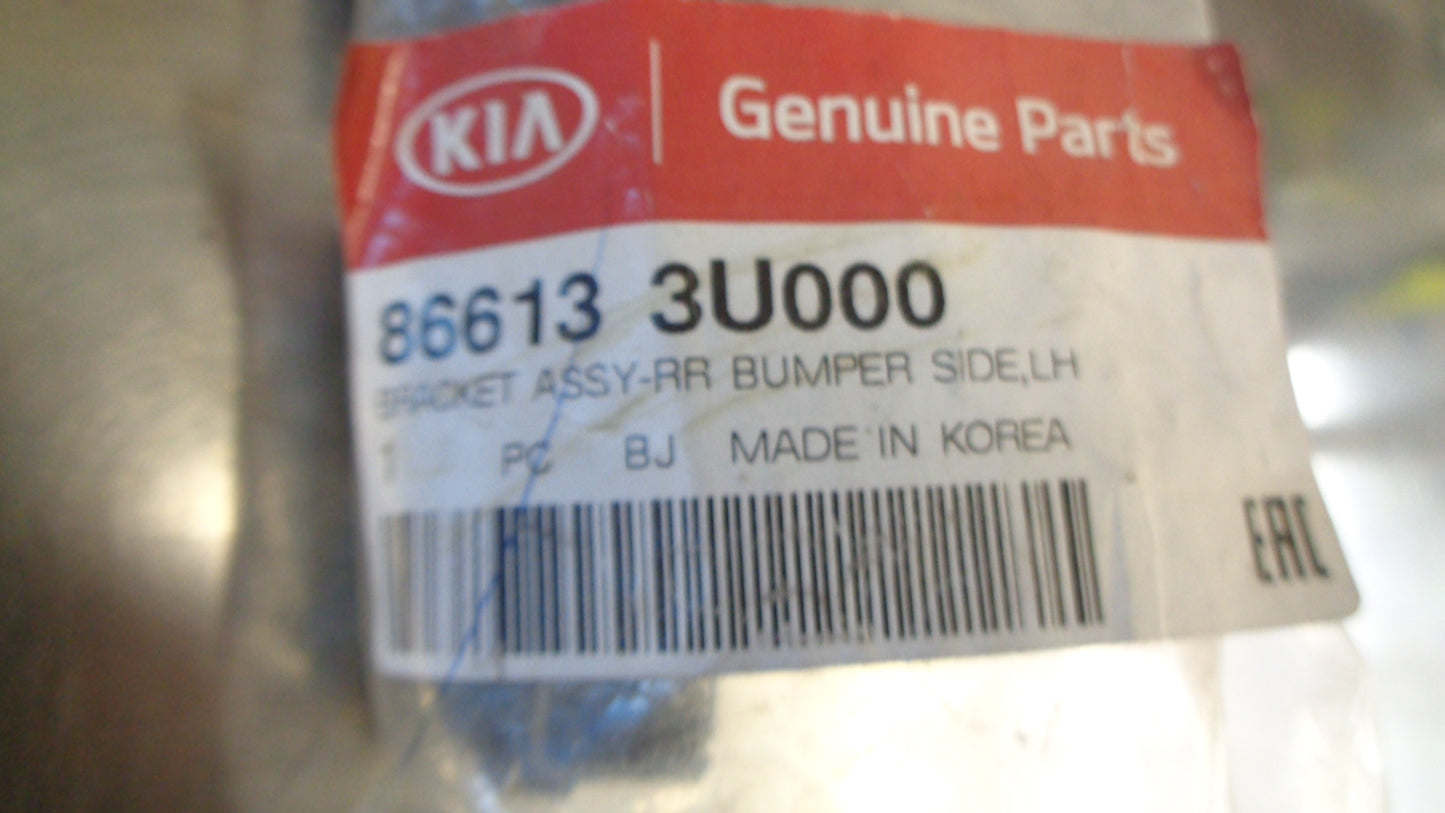 KIA Genuine Parts
86613 3U000
BRACKET ASSY-RR BUMPER SIDE,LH
1 PC BJ MADE IN KOREA
EAC